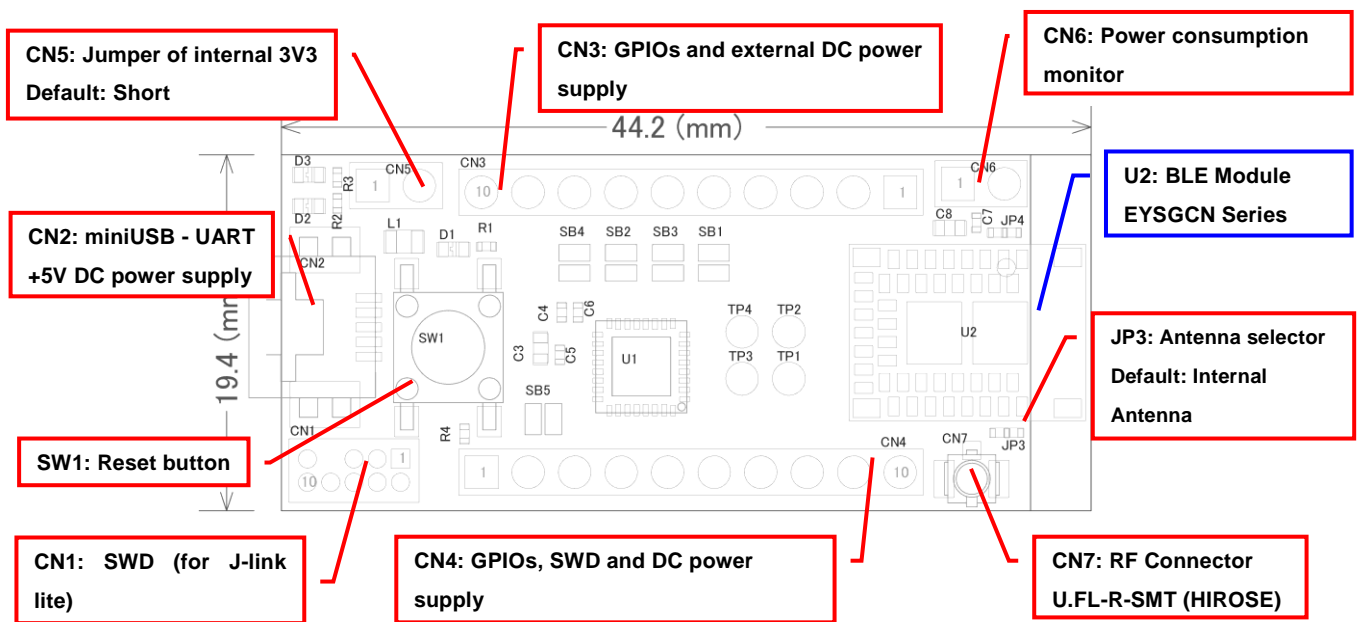 CN5: Jumper of internal 3V3
Default: Short
CN3: GPIOs and external DC power
supply
CN6: Power consumption
monitor
44.2 (mm)
U2: BLE Module
EYSGCN Series
CN2: miniUSB - UART
+5V DC power supply
19.4 (mm)
JP3: Antenna selector
Default: Internal
Antenna
SW1: Reset button
CN1: SWD (for J-link
lite)
CN4: GPIOs, SWD and DC power
supply
CN7: RF Connector
U.FL-R-SMT (HIROSE)
D3
R3
1
CN5
CN3
10
1
1
CN6
D2
R2
L1
D1
R1
SB4
SB2
SB3
SB1
C8
C7
JP4
CN2
SW1
C4
C6
C3
C5
U1
TP4
TP2
TP3
TP1
U2
SB5
CN1
R4
1
10
1
CN4
10
CN7
JP3